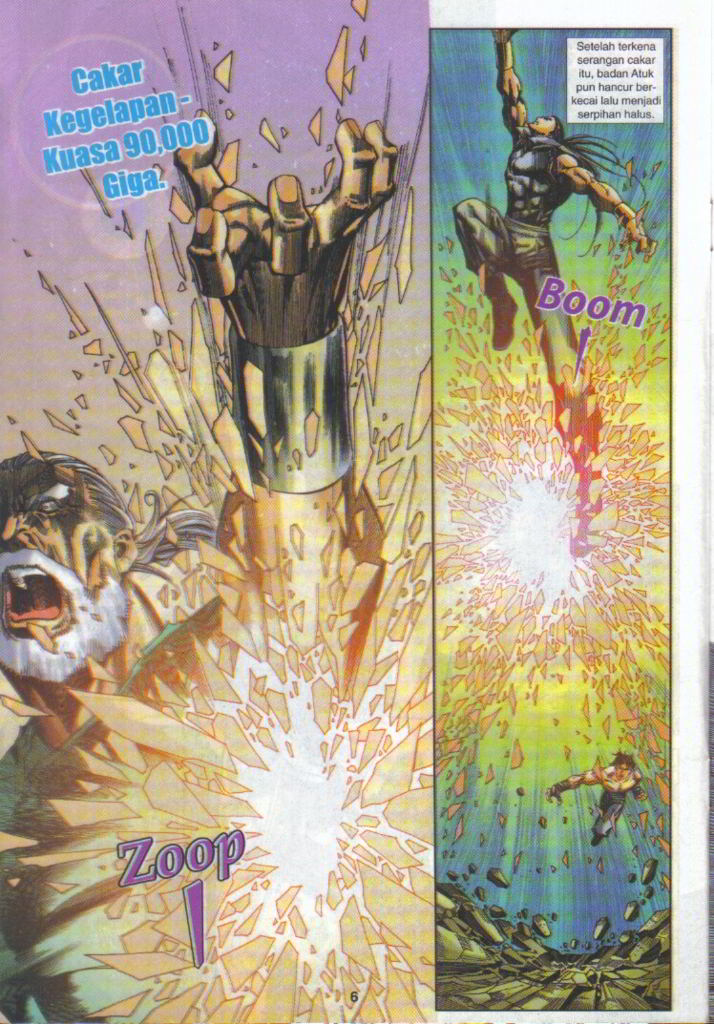 Cakar
Kegelapan -
Kuasa 90,000
Giga.
Setelah terkena
serangan cakar
itu, badan Atuk
pun hancur ber-
kecai lalu menjadi
serpihan halus.
Boom
!
Zoop
!
6